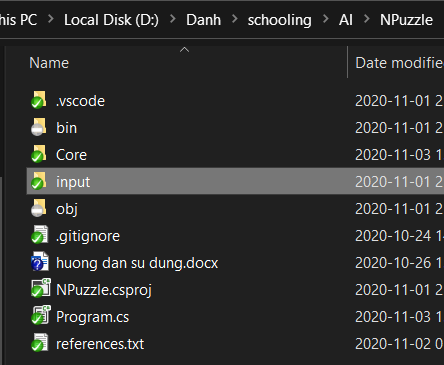 his PC > Local Disk (D:) > Danh > schooling > AI > NPuzzle
Name Date modifie
.vscode 2020-11-01 2
bin 2020-11-01 2
Core 2020-11-03 1
input 2020-11-01 2
obj 2020-11-01 2
.gitignore 2020-10-24 1
huong dan su dung.docx 2020-10-26 1
NPuzzle.csproj 2020-11-01 2
Program.cs 2020-11-03 1
references.txt 2020-11-02 0